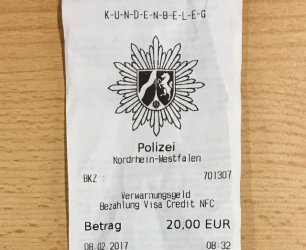 K-U-N-D-E-N-B-E-L-E-G
Polizei
Nordrhein-Westfalen
BKZ : 701307
Verwarnungsgeld
Bezahlung Visa Credit NFC
Betrag 20,00 EUR
08.02.2017 08:32